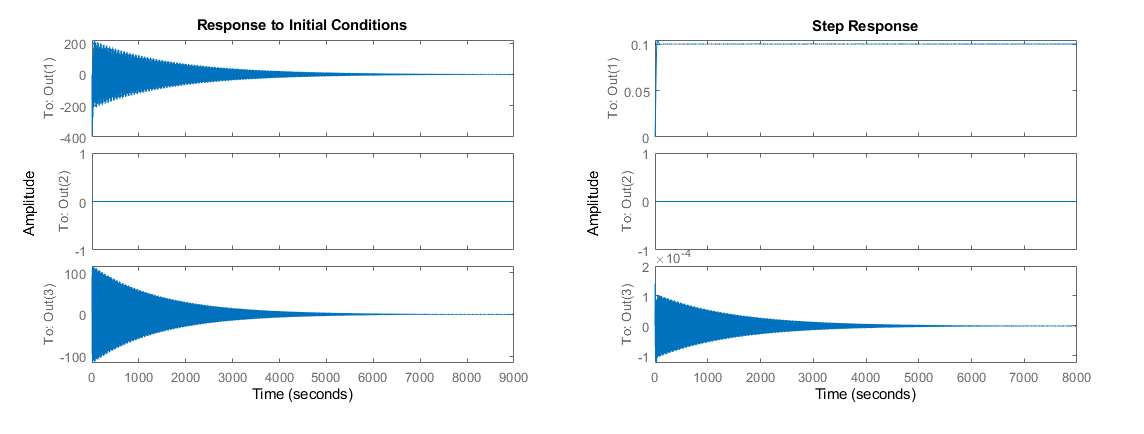 Response to Initial Conditions
To: Out(1)
200
0
-200
-400
To: Out(2)
1
0
-1
To: Out(3)
100
0
-100
Amplitude
0 1000 2000 3000 4000 5000 6000 7000 8000 9000
Time (seconds)
Step Response
To: Out(1)
0.1
0.05
0
To: Out(2)
1
0
-1
×10⁻⁴
To: Out(3)
2
1
0
-1
Amplitude
0 1000 2000 3000 4000 5000 6000 7000 8000
Time (seconds)